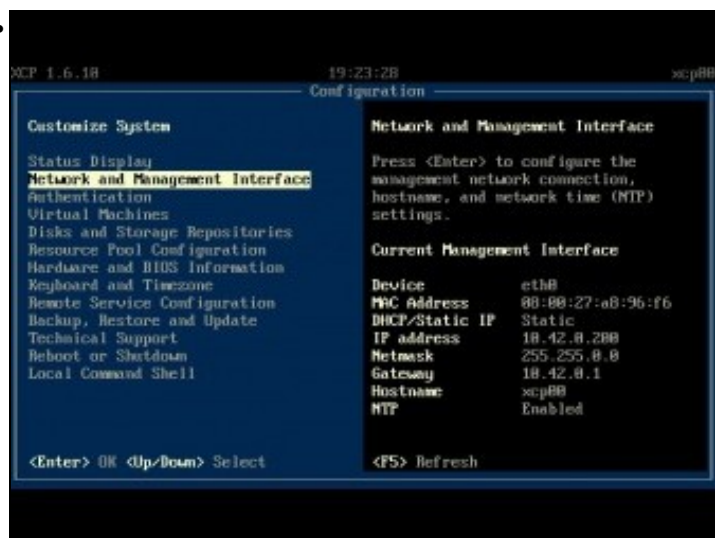 XCP 1.6.10 19:23:28 xcp00
Configuration
Customize System
Status Display
Network and Management Interface
Authentication
Virtual Machines
Disks and Storage Repositories
Resource Pool Configuration
Hardware and BIOS Information
Keyboard and Timezone
Remote Service Configuration
Backup, Restore and Update
Technical Support
Reboot or Shutdown
Local Command Shell
<Enter> OK <Up/Down> Select
Network and Management Interface
Press <Enter> to configure the
management network connection,
hostname, and network time (NTP)
settings.
Current Management Interface
Device eth0
MAC Address 08:00:27:a8:96:f6
DHCP/Static IP Static
IP address 10.42.0.200
Netmask 255.255.0.0
Gateway 10.42.0.1
Hostname xcp00
NTP Enabled
<F5> Refresh